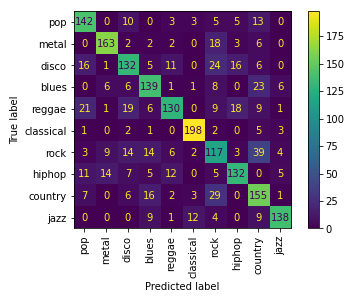 pop 142 0 10 0 3 3 5 5 13 0
metal 0 163 2 2 2 0 18 3 6 0
disco 16 1 132 5 11 0 24 16 6 0
blues 0 6 6 139 1 1 8 0 23 6
reggae 21 1 19 6 130 0 9 18 9 1
classical 1 0 2 1 0 198 2 0 5 3
rock 3 9 14 14 6 2 117 3 39 4
hiphop 11 14 7 5 12 0 5 132 0 5
country 7 0 6 16 2 3 29 0 155 1
jazz 0 0 0 9 1 12 4 0 9 138
pop metal disco blues reggae classical rock hiphop country jazz
Predicted label
True label
175
150
125
100
75
50
25
0